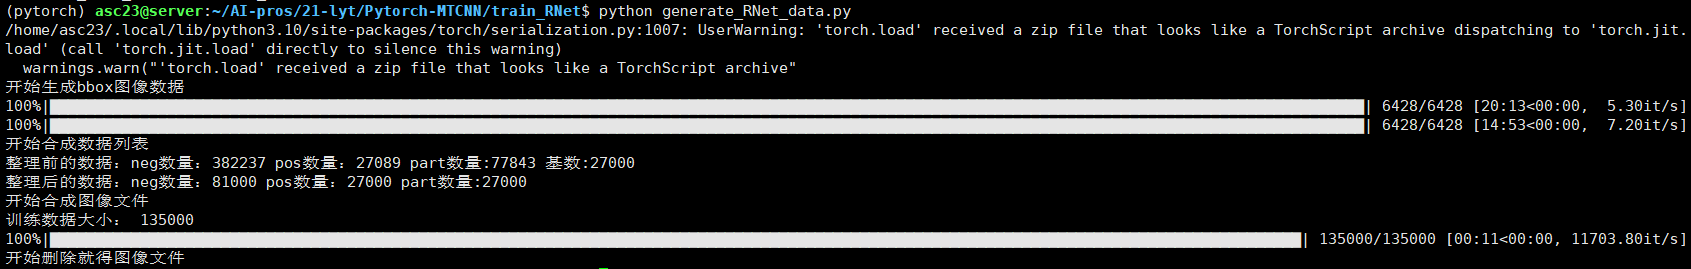 (pytorch) asc23@server:~/AI-pros/21-lyt/Pytorch-MTCNN/train_RNet$ python generate_RNet_data.py
/home/asc23/.local/lib/python3.10/site-packages/torch/serialization.py:1007: UserWarning: 'torch.load' received a zip file that looks like a TorchScript archive dispatching to 'torch.jit.
load' (call 'torch.jit.load' directly to silence this warning)
  warnings.warn("'torch.load' received a zip file that looks like a TorchScript archive"
开始生成bbox图像数据
100%| | 6428/6428 [20:13<00:00,  5.30it/s]
100%| | 6428/6428 [14:53<00:00,  7.20it/s]
开始合成数据列表
整理前的数据：neg数量：382237 pos数量：27089 part数量:77843 基数:27000
整理后的数据：neg数量：81000 pos数量：27000 part数量:27000
开始合成图像文件
训练数据大小： 135000
100%| | 135000/135000 [00:11<00:00, 11703.80it/s]
开始删除就得图像文件